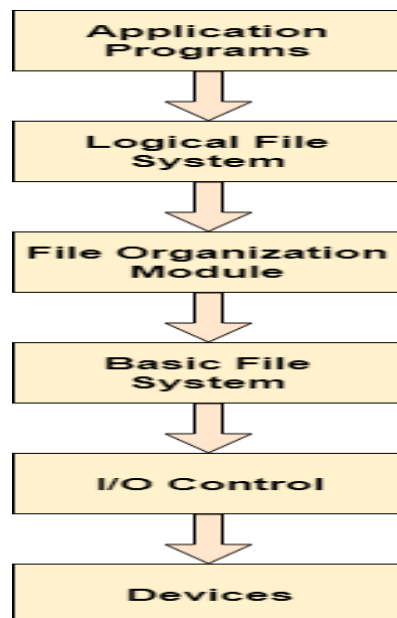 Application
Programs
Logical File
System
File Organization
Module
Basic File
System
I/O Control
Devices